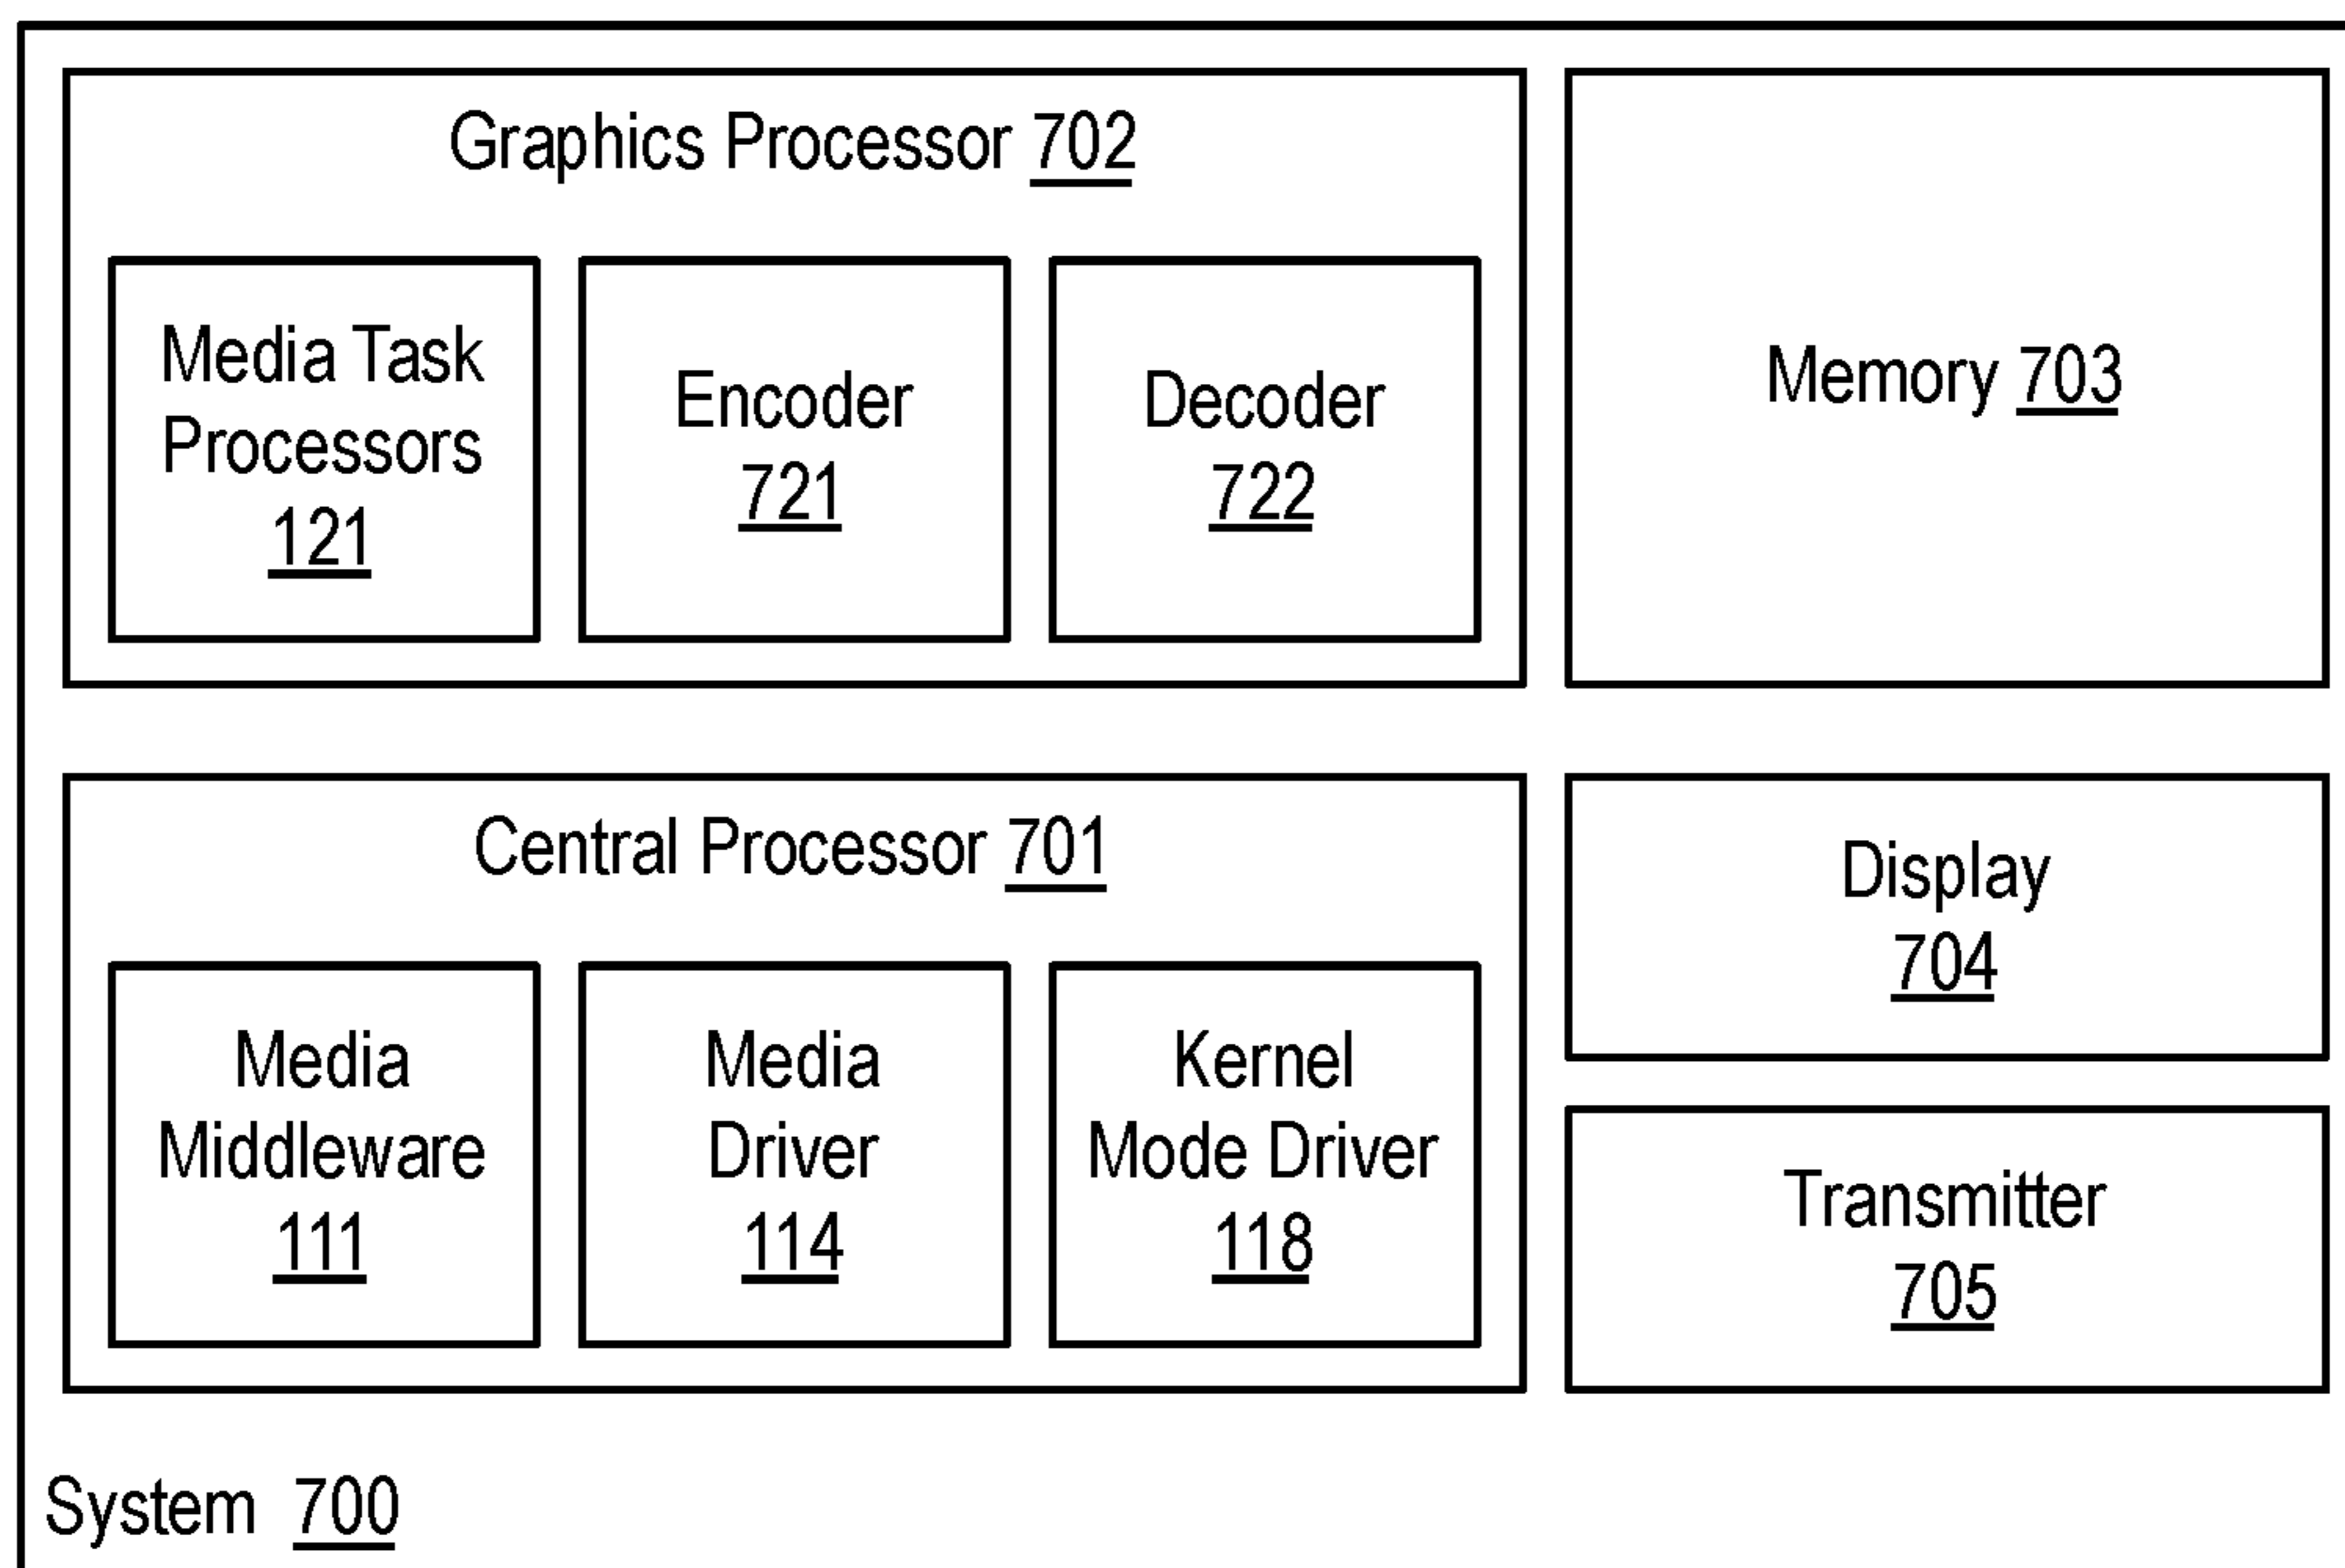 Graphics Processor 702
Media Task
Processors
121
Encoder
721
Decoder
722
Memory 703
Central Processor 701
Media
Middleware
111
Media
Driver
114
Kernel
Mode Driver
118
Display
704
Transmitter
705
System 700